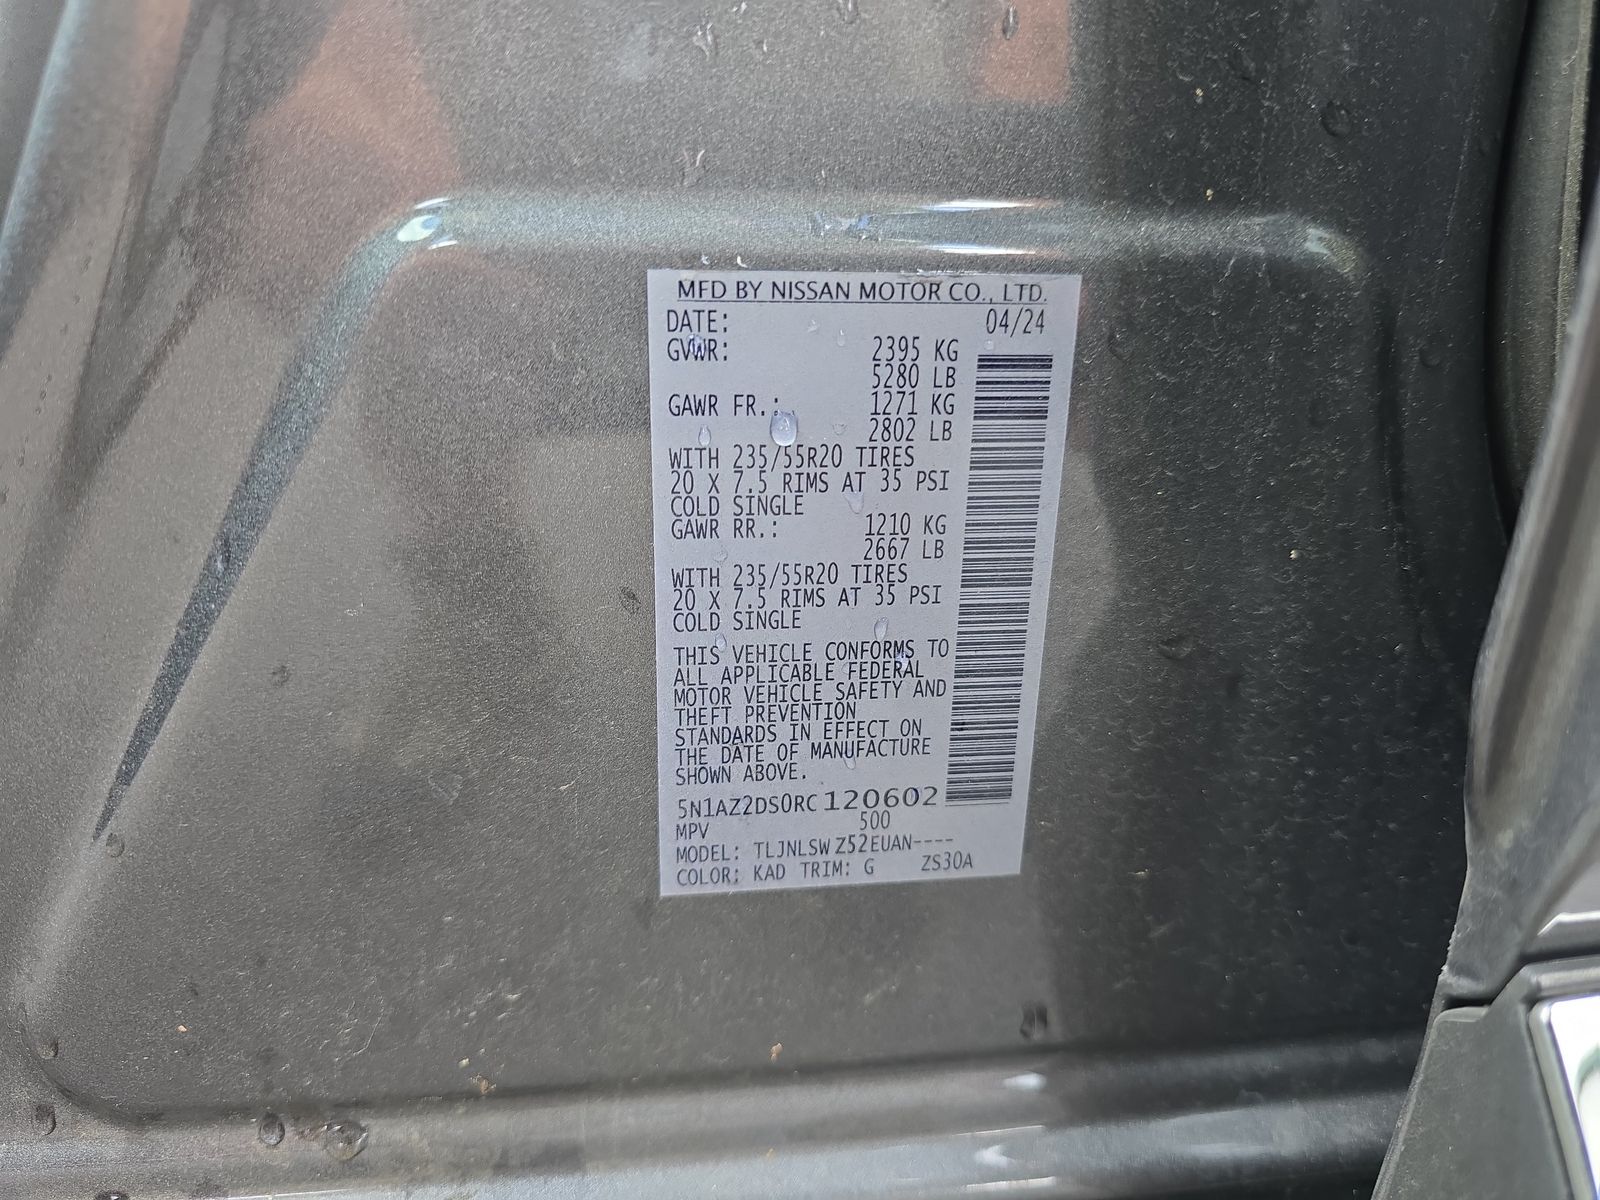 MFD BY NISSAN MOTOR CO., LTD.
DATE: 04/24
GVWR: 2395 KG
5280 LB
GAWR FR.: 1271 KG
2802 LB
WITH 235/55R20 TIRES
20 X 7.5 RIMS AT 35 PSI
COLD SINGLE
GAWR RR.: 1210 KG
2667 LB
WITH 235/55R20 TIRES
20 X 7.5 RIMS AT 35 PSI
COLD SINGLE
THIS VEHICLE CONFORMS TO
ALL APPLICABLE FEDERAL
MOTOR VEHICLE SAFETY AND
THEFT PREVENTION
STANDARDS IN EFFECT ON
THE DATE OF MANUFACTURE
SHOWN ABOVE.
5N1AZ2DS0RC120602
MPV 500
MODEL: TLJNLSW Z52EUAN----
COLOR: KAD TRIM: G ZS30A